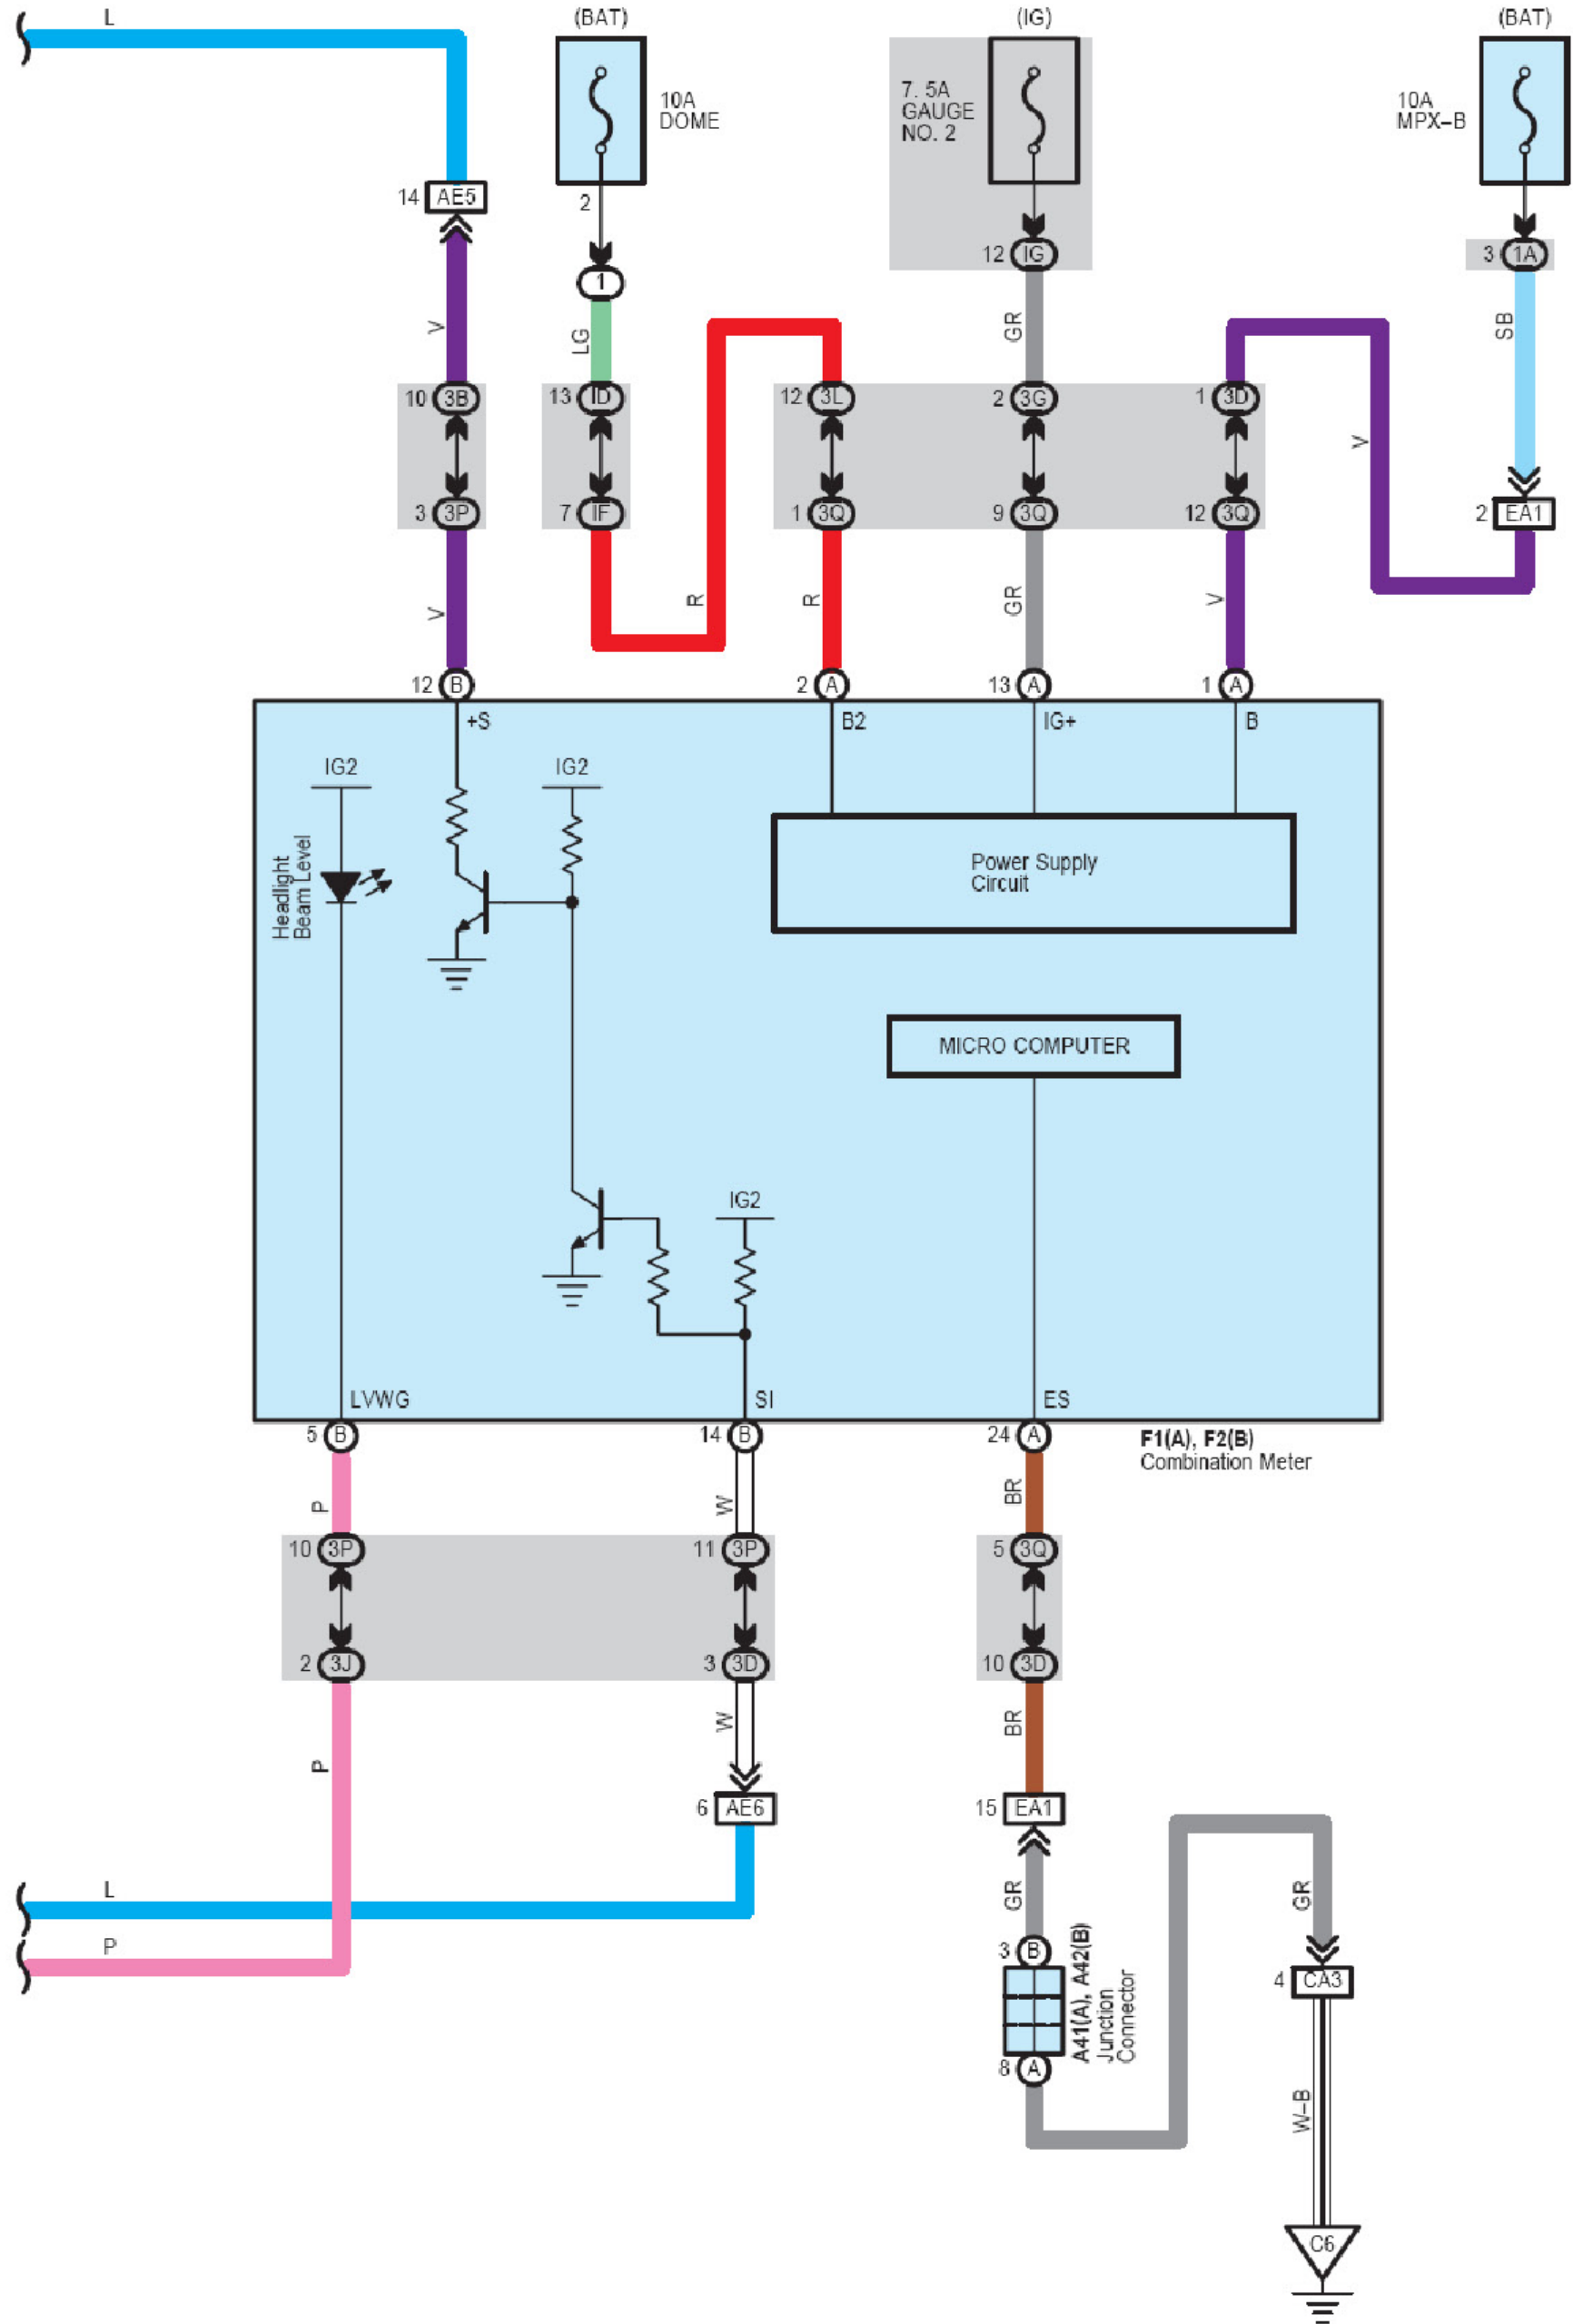 L
(BAT)
(IG)
(BAT)
10A
DOME
7. 5A
GAUGE
NO. 2
10A
MPX-B
14 AE5
2
1
12 IG
3 1A
V
LG
GR
SB
10 3B
13 ID
12 3L
2 3G
1 3D
V
3 3P
7 IF
1 3Q
9 3Q
12 3Q
2 EA1
V
R
R
GR
V
12 B
2 A
13 A
1 A
+S
B2
IG+
B
IG2
IG2
Headlight
Beam Level
Power Supply
Circuit
MICRO COMPUTER
IG2
LVWG
SI
ES
5 B
14 B
24 A
F1(A), F2(B)
Combination Meter
P
W
BR
10 3P
11 3P
5 3Q
2 3J
3 3D
10 3D
P
W
BR
6 AE6
15 EA1
L
GR
GR
P
3 B
A41(A), A42(B)
Junction
Connector
4 CA3
8 A
W-B
C6